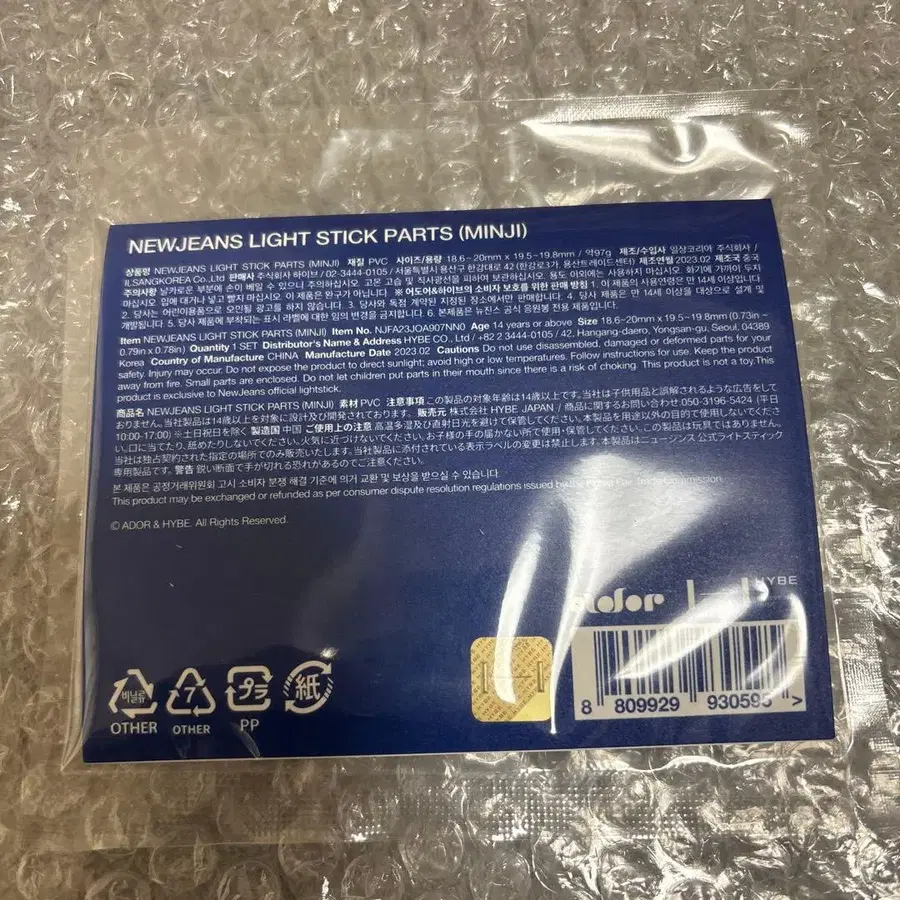 NEWJEANS LIGHT STICK PARTS (MINJI)
상품명 NEWJEANS LIGHT STICK PARTS (MINJI) 재질 PVC 사이즈/용량 18.6~20mm x 19.5~19.8mm / 약97g 제조/수입사 일상코리아 주식회사 /
ILSANGKOREA Co.,Ltd 판매사 주식회사 하이브 / 02-3444-0105 / 서울특별시 용산구 한강대로 42 (한강로3가 용산트레이드센터) 제조연월 2023.02 제조국 중국
주의사항 날카로운 부분에 손이 베일 수 있으니 주의하십시오. 고온 고습 및 직사광선을 피하여 보관하십시오. 용도 이외에는 사용하지 마십시오. 화기에 가까이 두지
마십시오. 입에 대거나 넣고 빨지 마십시오. 이 제품은 완구가 아닙니다. ※ 어도어&하이브의 소비자 보호를 위한 판매 방침 1. 이 제품의 사용연령은 만 14세 이상입니다
2. 당사는 어린이용품으로 오인될 광고를 하지 않습니다. 3. 당사와 독점 계약된 지정된 장소에서만 판매합니다. 4. 당사 제품은 만 14세 이상을 대상으로 설계 및
개발됩니다. 5. 당사 제품에 부착되는 표시 라벨에 대한 임의 변경을 금지합니다. 6. 본제품은 뉴진스 공식 응원봉 전용 제품입니다.
Item NEWJEANS LIGHT STICK PARTS (MINJI) Item No. NJFA23JOA907NN0 Age 14 years or above Size 18.6~20mm x 19.5~19.8mm (0.73in ~
0.79in x 0.78in) Quantity 1 SET Distributor's Name & Address HYBE CO., Ltd / +82 2 3444-0105 / 42, Hangang-daero, Yongsan-gu, Seoul, 04389
Korea Country of Manufacture CHINA Manufacture Date 2023.02 Cautions Do not use disassembled, damaged or deformed parts for your
safety. Injury may occur. Do not expose the product to direct sunlight; avoid high or low temperatures. Follow instructions for use. Keep the product
away from fire. Small parts are enclosed. Do not let children put parts in their mouth since there is a risk of choking. This product is not a toy.This
product is exclusive to NewJeans official lightstick.
商品名 NEWJEANS LIGHT STICK PARTS (MINJI) 素材 PVC 注意事項 この製品の対象年齢は14歳以上です。当社は子供用品と誤解されるような広告をして
いません。当社製品は14歳以上を対象に設計及び開発されております。 販売元 株式会社 HYBE JAPAN / 商品に関するお問い合わせ 050-3196-5424 (平日
10:00-17:00) ※土日祝日を除く 製造国 中国 ご使用上の注意 高温多湿及び直射日光を避けて保管してください。本製品を用途以外の目的で使用しないでくださ
い。口に当てたり、舐めたりしないでください。火気に近づけないでください。お子様の手の届かない所で使用・保管してください。この製品は玩具ではありません。
当社は独占契約された指定の場所でのみ販売いたします。当社製品に添付されている表示ラベルの変更は禁止します。本製品はニュージンス 公式ライトスティック
専用製品です。警告 鋭い断面で手が切れる恐れがあるのでご注意ください。
본 제품은 공정거래위원회 고시 소비자 분쟁 해결 기준에 의거 교환 및 보상을 받으실 수 있습니다.
This product may be exchanged or refunded as per consumer dispute resolution regulations issued by the Korea Fair Trade Commission.
© ADOR & HYBE. All Rights Reserved.
ador HYBE
비닐류 7 プラ 紙
OTHER OTHER PP
8 809929 930595 >